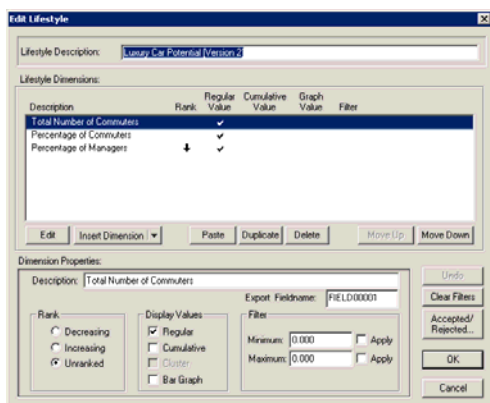 Edit Lifestyle
Lifestyle Description: Luxury Car Potential [Version 2]
Lifestyle Dimensions:
Regular Cumulative Graph
Description Rank Value Value Value Filter
Total Number of Commuters
Percentage of Commuters
Percentage of Managers
Edit Insert Dimension Paste Duplicate Delete Move Up Move Down
Dimension Properties:
Description: Total Number of Commuters
Undo
Export Fieldname: FIELD00001
Clear Filters
Rank Display Values Filter
Accepted/
Rejected...
Decreasing Regular Minimum: 0.000 Apply
Increasing Cumulative Maximum: 0.000 Apply
Unranked Cluster
OK
Bar Graph
Cancel